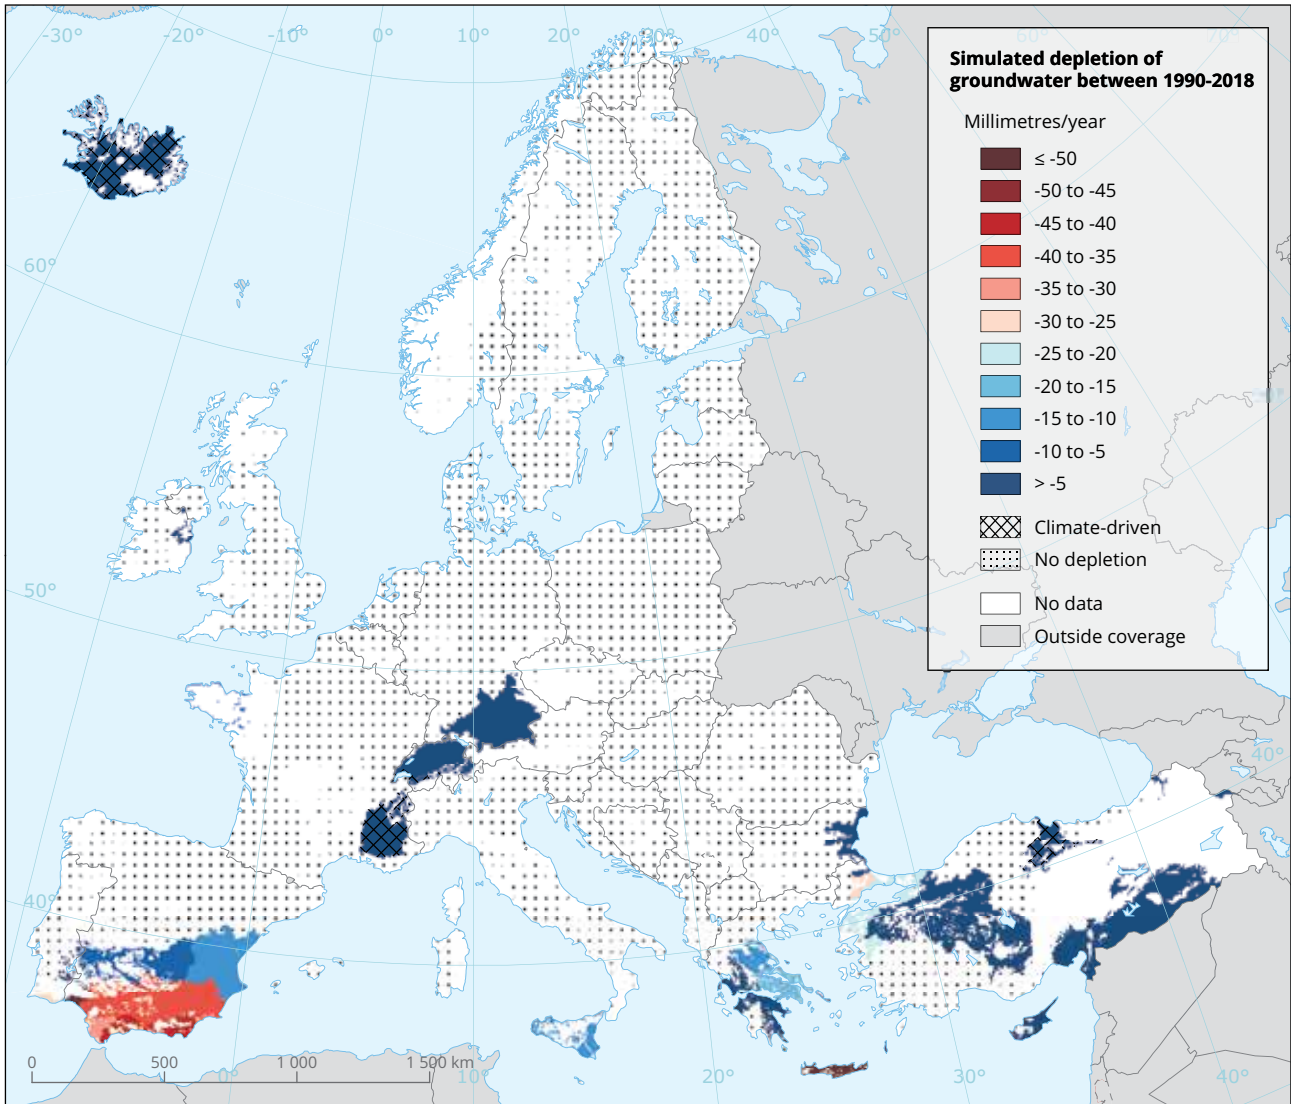 -30°
-20°
-10°
0°
10°
20°
30°
40°
50°
60°
70°
Simulated depletion of
groundwater between 1990-2018
Millimetres/year
≤ -50
-50 to -45
-45 to -40
-40 to -35
-35 to -30
-30 to -25
-25 to -20
-20 to -15
-15 to -10
-10 to -5
> -5
Climate-driven
No depletion
No data
Outside coverage
60°
50°
40°
40°
0
500
1 000
1 500 km
0°
10°
20°
30°
40°